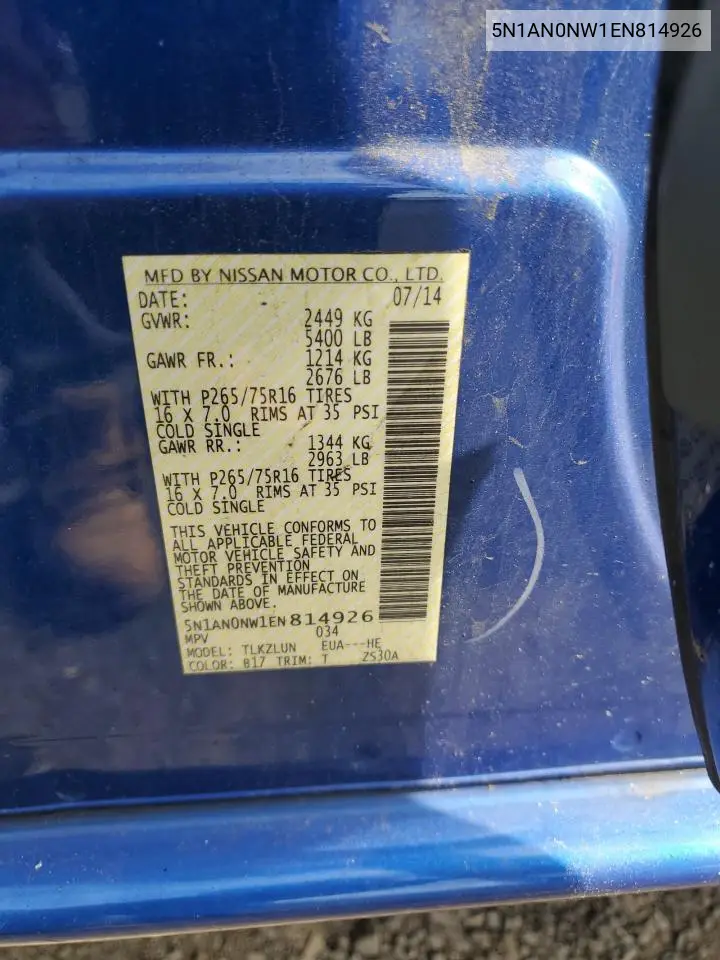 5N1AN0NW1EN814926
MFD BY NISSAN MOTOR CO., LTD.
DATE: 07/14
GVWR: 2449 KG
5400 LB
GAWR FR.: 1214 KG
2676 LB
WITH P265/75R16 TIRES
16 X 7.0 RIMS AT 35 PSI
COLD SINGLE
GAWR RR.: 1344 KG
2963 LB
WITH P265/75R16 TIRES
16 X 7.0 RIMS AT 35 PSI
COLD SINGLE
THIS VEHICLE CONFORMS TO
ALL APPLICABLE FEDERAL
MOTOR VEHICLE SAFETY AND
THEFT PREVENTION
STANDARDS IN EFFECT ON
THE DATE OF MANUFACTURE
SHOWN ABOVE.
5N1AN0NW1EN814926
MPV 034
MODEL: TLKZLUN EUA---HE
COLOR: B17 TRIM: T ZS30A